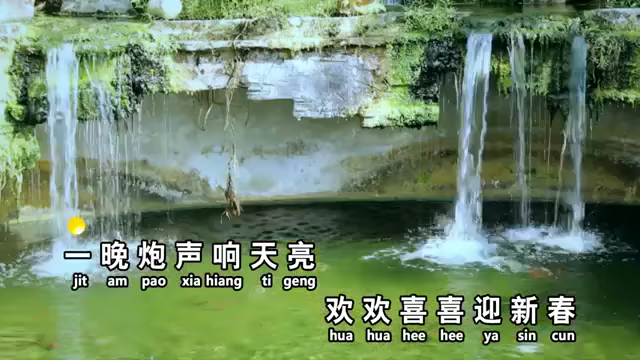 一晚炮声响天亮
jit am pao xia hiang ti geng
欢欢喜喜迎新春
hua hua hee hee ya sin cun